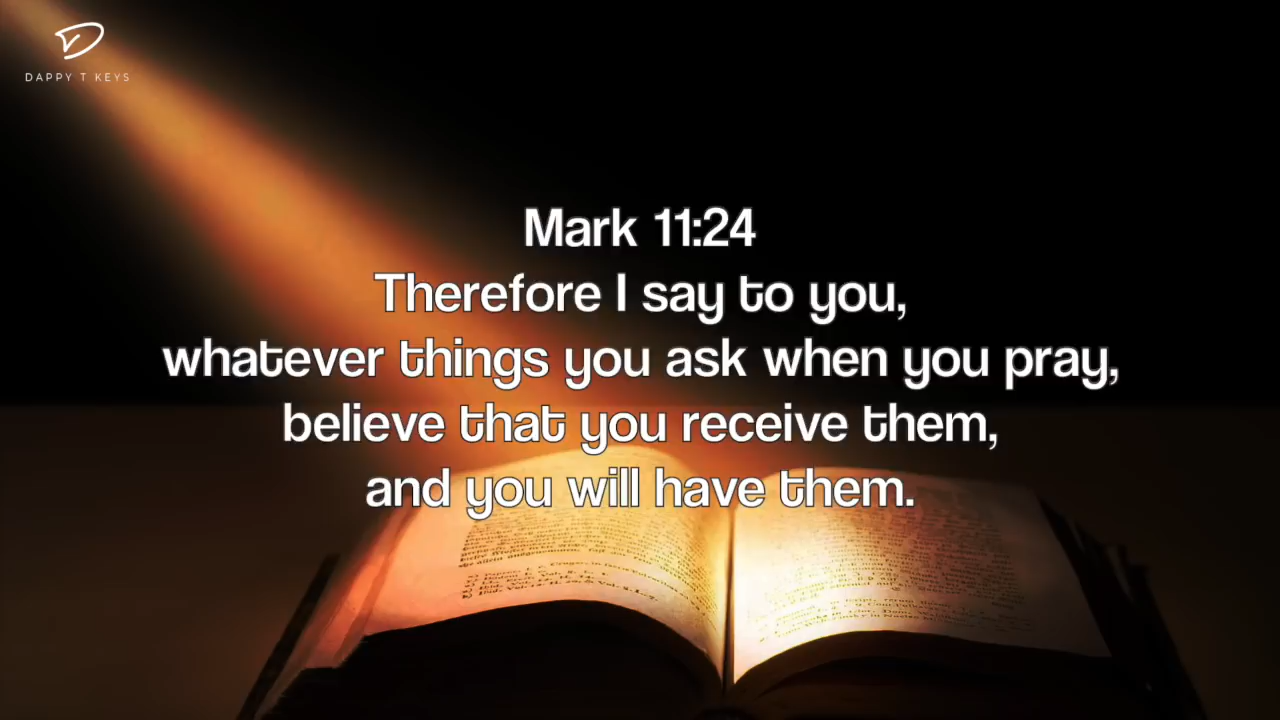 DAPPY T KEYS
Mark 11:24
Therefore I say to you,
whatever things you ask when you pray,
believe that you receive them,
and you will have them.